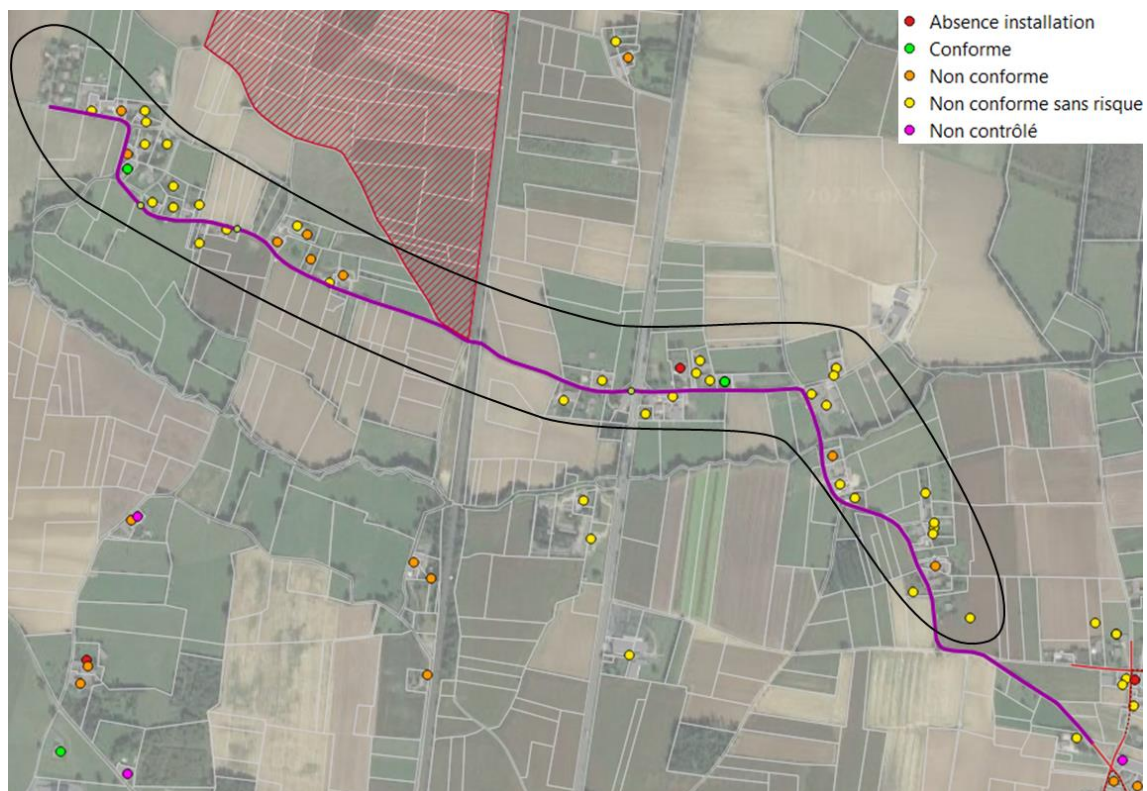 Absence installation
Conforme
Non conforme
Non conforme sans risque
Non contrôlé